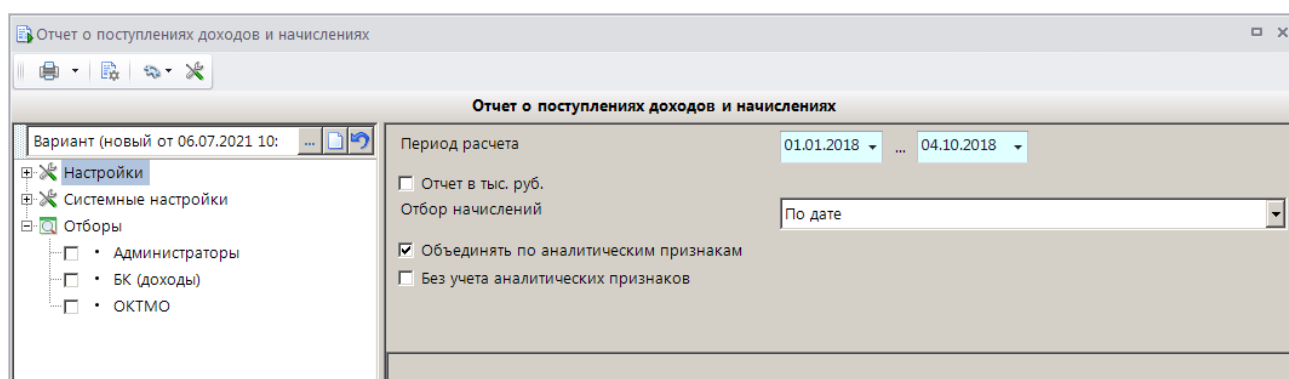 Отчет о поступлениях доходов и начислениях
Отчет о поступлениях доходов и начислениях
Вариант (новый от 06.07.2021 10: ...
Настройки
Системные настройки
Отборы
Администраторы
БК (доходы)
ОКТМО
Период расчета 01.01.2018 ... 04.10.2018
Отчет в тыс. руб.
Отбор начислений По дате
Объединять по аналитическим признакам
Без учета аналитических признаков